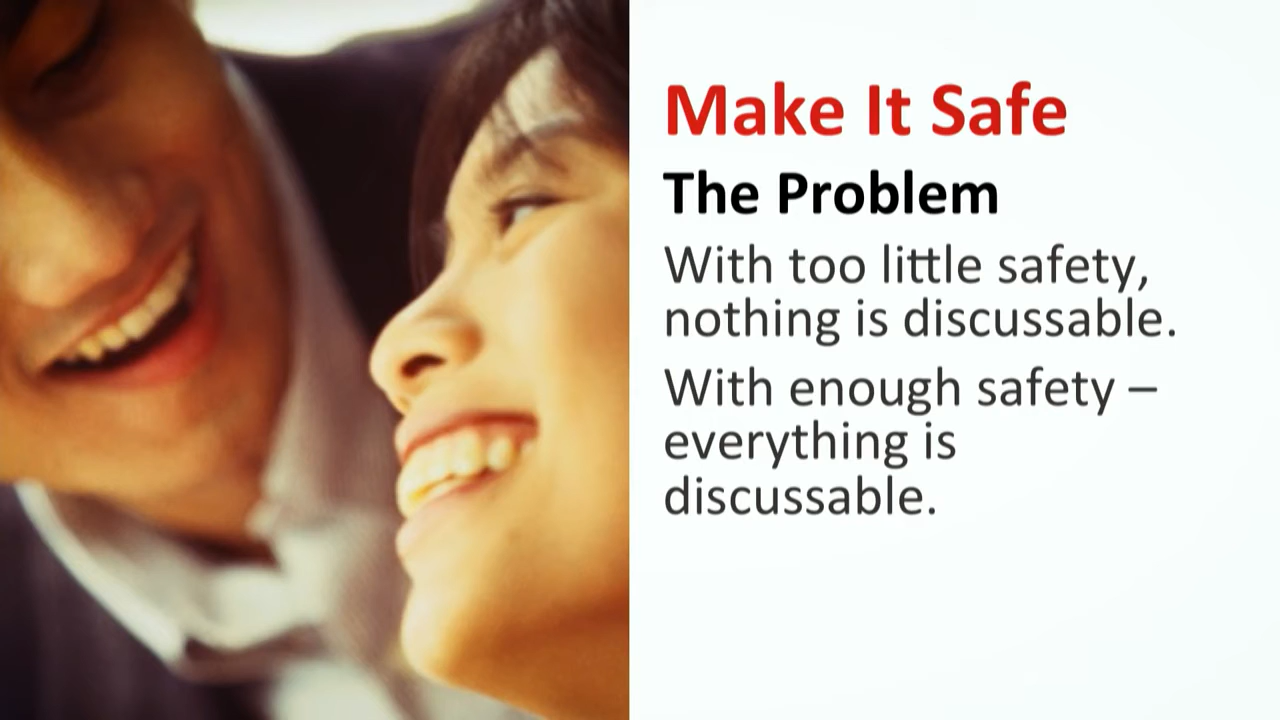 Make It Safe
The Problem
With too little safety,
nothing is discussable.
With enough safety –
everything is
discussable.